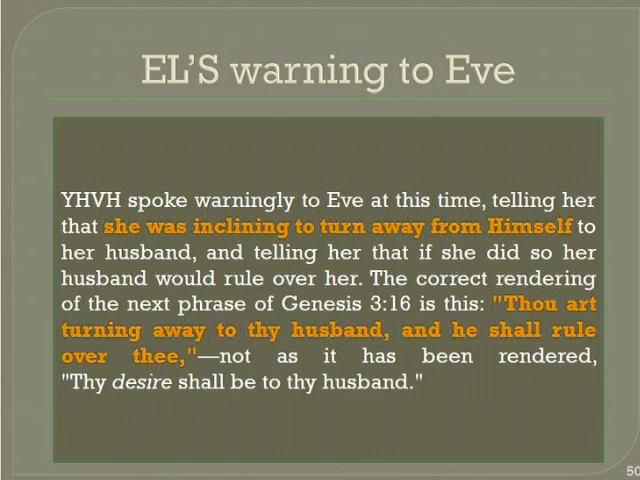 EL’S warning to Eve
YHVH spoke warningly to Eve at this time, telling her
that she was inclining to turn away from Himself to
her husband, and telling her that if she did so her
husband would rule over her. The correct rendering
of the next phrase of Genesis 3:16 is this: "Thou art
turning away to thy husband, and he shall rule
over thee,"—not as it has been rendered,
"Thy desire shall be to thy husband."
50